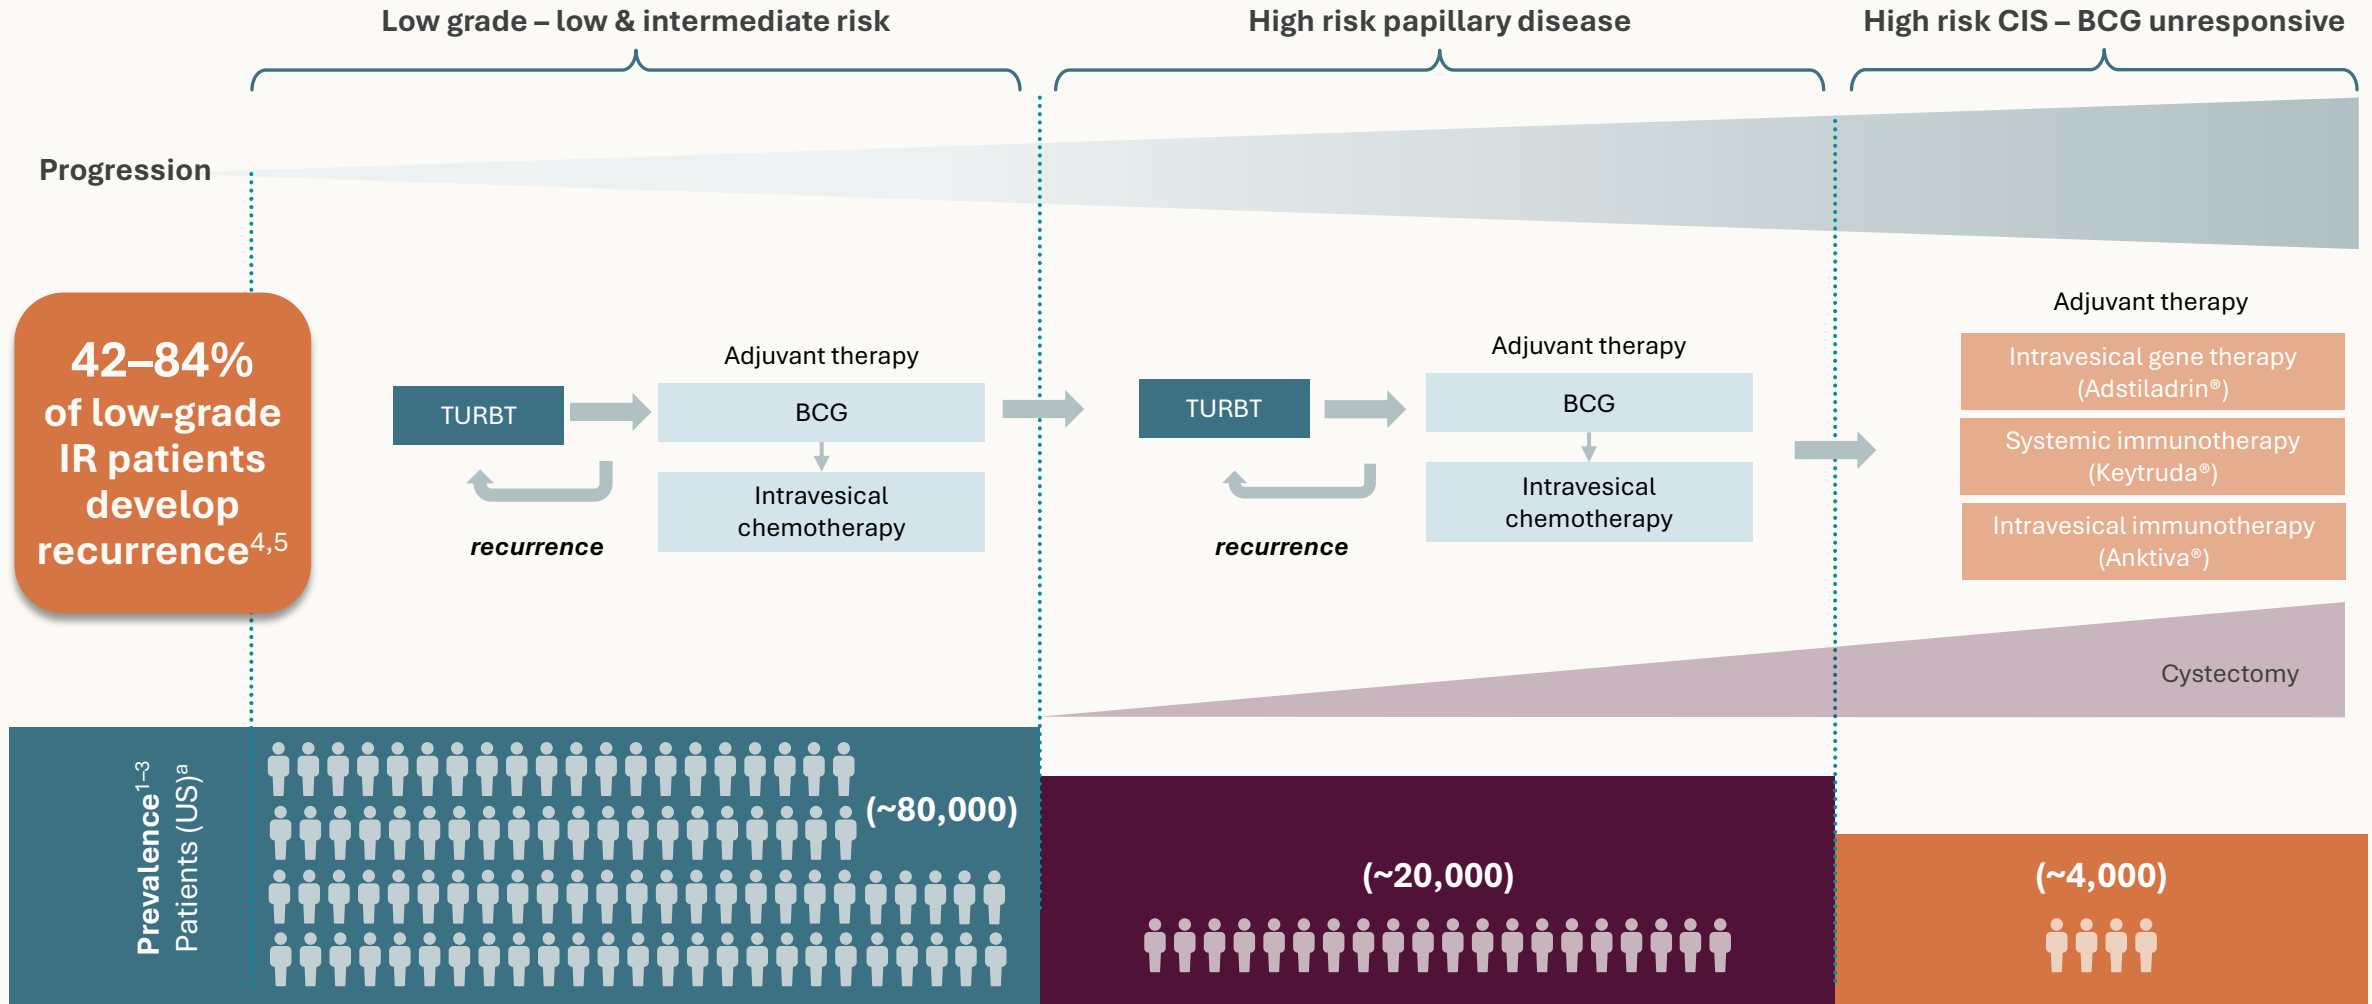 Low grade – low & intermediate risk
High risk papillary disease
High risk CIS – BCG unresponsive
Progression
42–84%
of low-grade
IR patients
develop
recurrence4,5
TURBT
recurrence
Adjuvant therapy
BCG
Intravesical
chemotherapy
TURBT
recurrence
Adjuvant therapy
BCG
Intravesical
chemotherapy
Adjuvant therapy
Intravesical gene therapy
(Adstiladrin®)
Systemic immunotherapy
(Keytruda®)
Intravesical immunotherapy
(Anktiva®)
Cystectomy
Prevalence1–3
Patients (US)a
(~80,000)
(~20,000)
(~4,000)